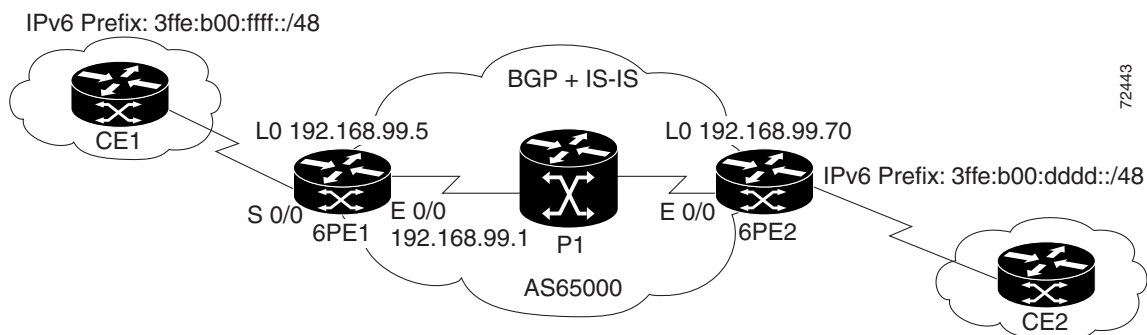 IPv6 Prefix: 3ffe:b00:ffff::/48
72443
BGP + IS-IS
CE1
L0 192.168.99.5
L0 192.168.99.70
IPv6 Prefix: 3ffe:b00:dddd::/48
S 0/0
6PE1
E 0/0
192.168.99.1
P1
E 0/0
6PE2
AS65000
CE2